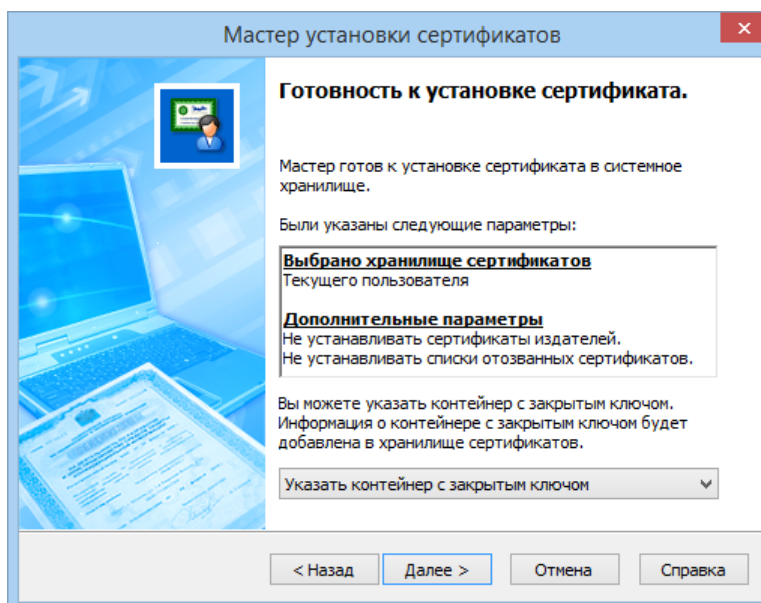 Мастер установки сертификатов
Готовность к установке сертификата.
Мастер готов к установке сертификата в системное
хранилище.
Были указаны следующие параметры:
Выбрано хранилище сертификатов
Текущего пользователя
Дополнительные параметры
Не устанавливать сертификаты издателей.
Не устанавливать списки отозванных сертификатов.
Вы можете указать контейнер с закрытым ключом.
Информация о контейнере с закрытым ключом будет
добавлена в хранилище сертификатов.
Указать контейнер с закрытым ключом
< Назад
Далее >
Отмена
Справка